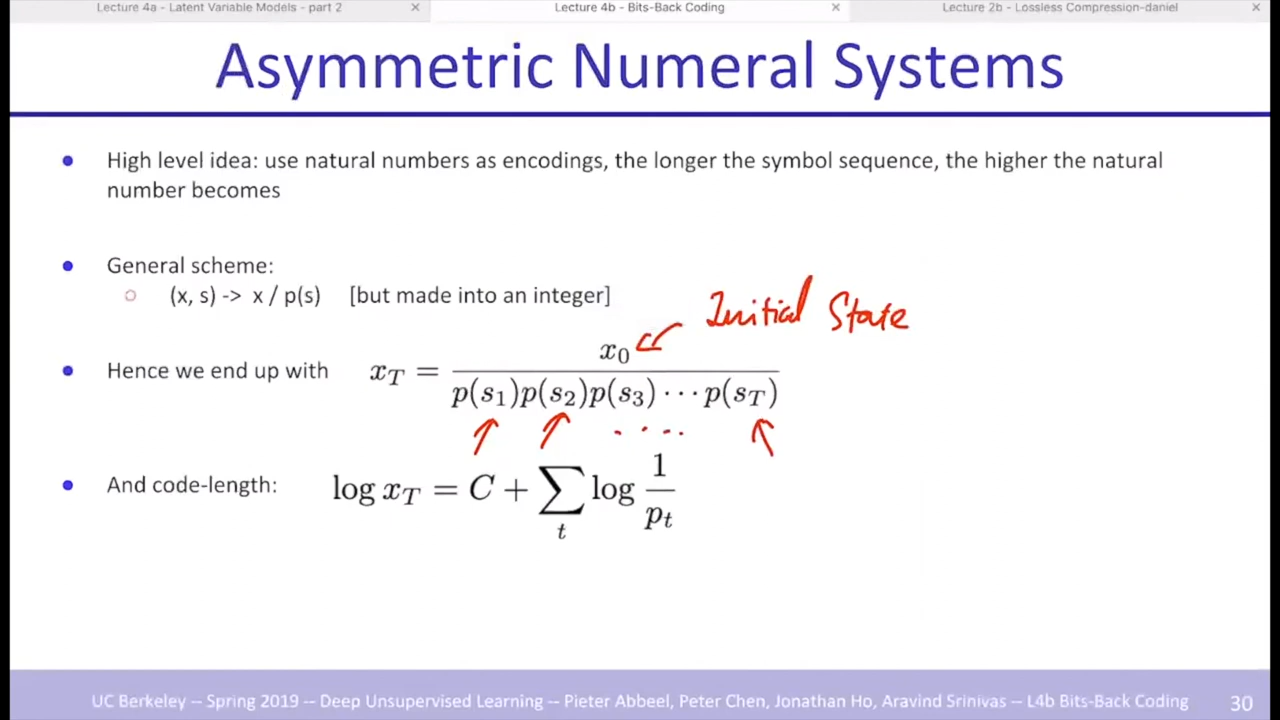 Lecture 4a - Latent Variable Models - part 2 × Lecture 4b - Bits-Back Coding × Lecture 2b - Lossless Compression-daniel ×
Asymmetric Numeral Systems
• High level idea: use natural numbers as encodings, the longer the symbol sequence, the higher the natural
number becomes
• General scheme:
○ (x, s) -> x / p(s) [but made into an integer]
Initial State
• Hence we end up with x_T = x_0 / p(s_1)p(s_2)p(s_3) ··· p(s_T)
• And code-length: log x_T = C + ∑_t log 1/p_t
UC Berkeley -- Spring 2019 -- Deep Unsupervised Learning -- Pieter Abbeel, Peter Chen, Jonathan Ho, Aravind Srinivas -- L4b Bits-Back Coding 30